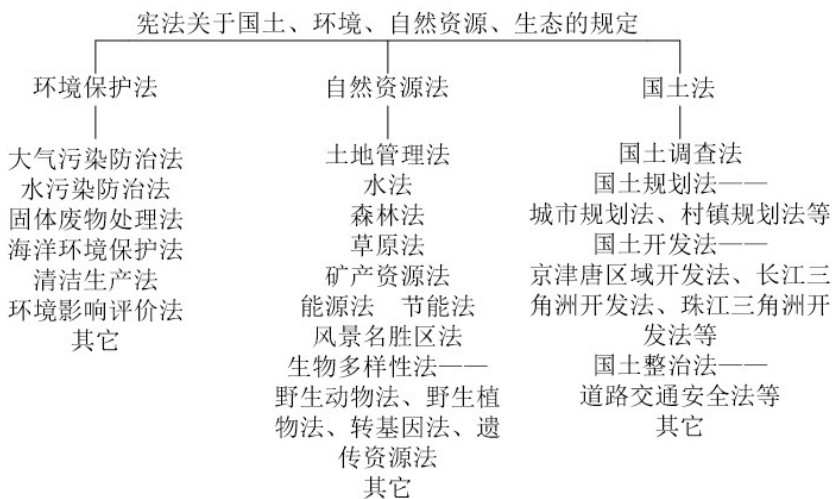 宪法关于国土、环境、自然资源、生态的规定
环境保护法
大气污染防治法
水污染防治法
固体废物处理法
海洋环境保护法
清洁生产法
环境影响评价法
其它
自然资源法
土地管理法
水法
森林法
草原法
矿产资源法
能源法　节能法
风景名胜区法
生物多样性法——
野生动物法、野生植
物法、转基因法、遗
传资源法
其它
国土法
国土调查法
国土规划法——
城市规划法、村镇规划法等
国土开发法——
京津唐区域开发法、长江三
角洲开发法、珠江三角洲开
发法等
国土整治法——
道路交通安全法等
其它